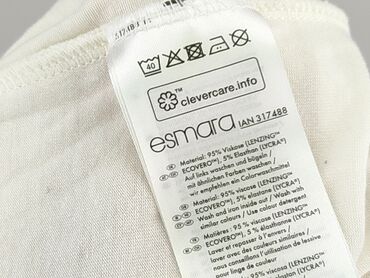 317488
40
clevercare.info
esmara IAN 317488
Material: 95% Viskose (LENZING™
ECOVERO™), 5% Elasthan (LYCRA®)
Auf links waschen und bügeln /
mit ähnlichen Farben waschen /
wir empfehlen ein Colorwaschmittel
Material: 95% viscose (LENZING™
ECOVERO™), 5% elastane (LYCRA®)
Wash and iron inside out / Wash with
similar colours / Use colour detergent
Matières : 95% viscose (LENZING™
ECOVERO™), 5 % élasthanne (LYCRA®)
Laver et repasser à l'envers /
laver avec des couleurs similaires /
nous conseillons l'utilisation de
lessive pour le linge de couleur
95% viscose (LENZING™